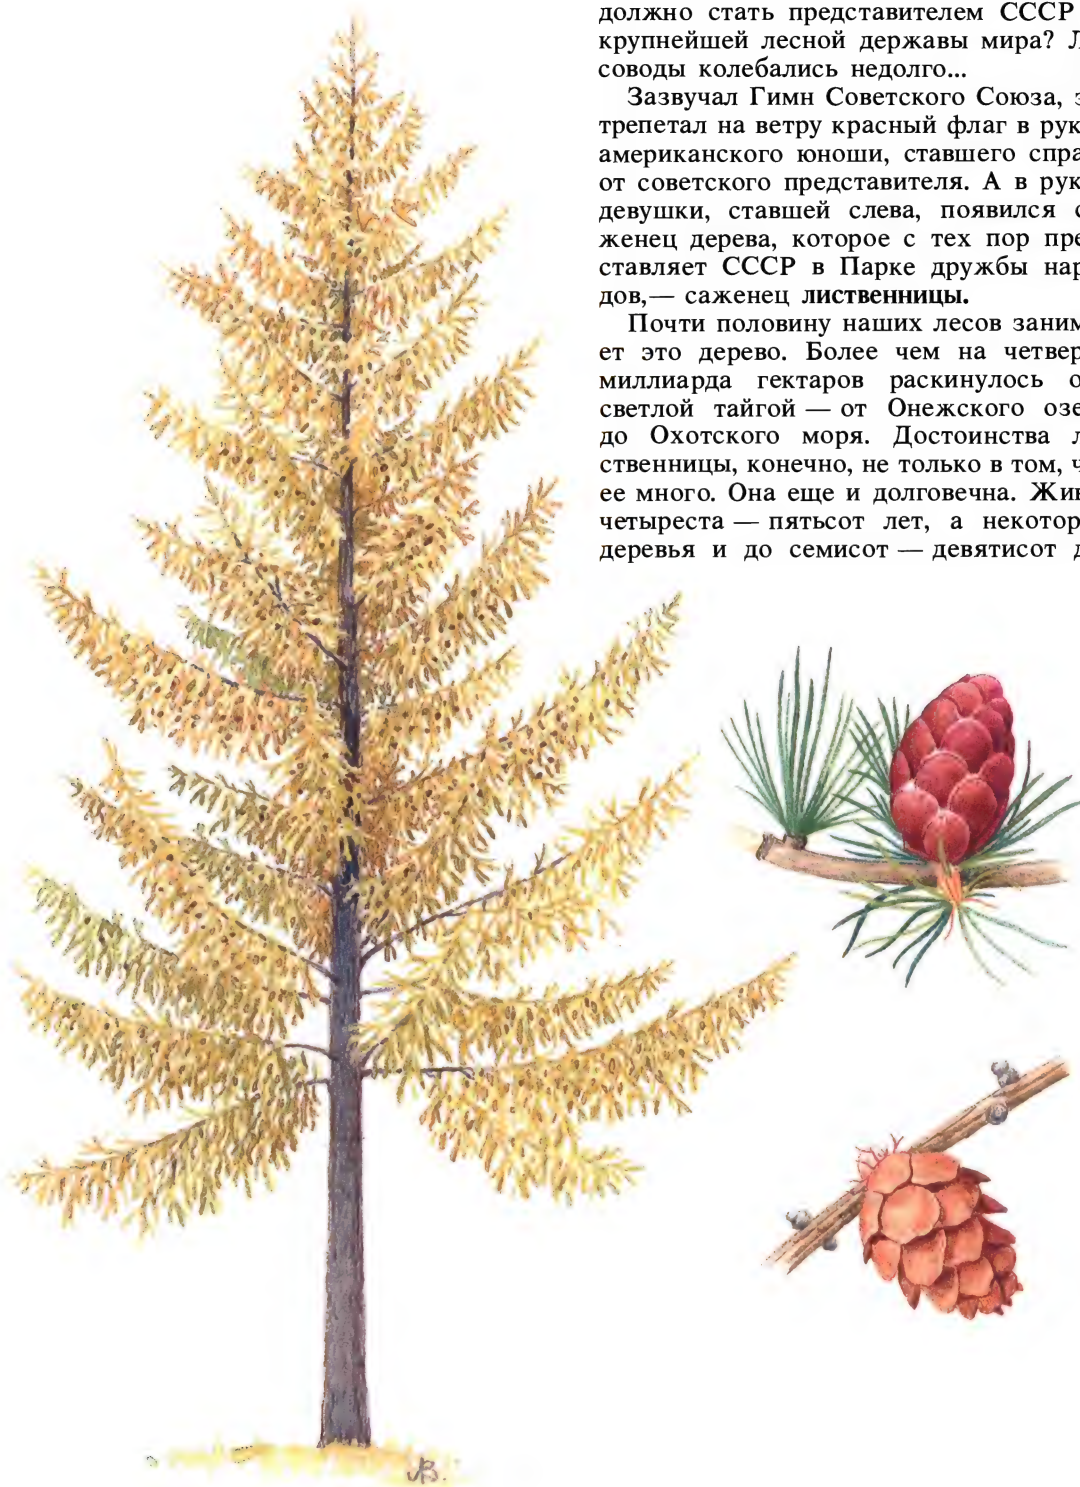 должно стать представителем СССР
крупнейшей лесной державы мира? Л
соводы колебались недолго...
Зазвучал Гимн Советского Союза, з
трепетал на ветру красный флаг в рук
американского юноши, ставшего спра
от советского представителя. А в рук
девушки, ставшей слева, появился с
женец дерева, которое с тех пор пре
ставляет СССР в Парке дружбы нар
дов,— саженец лиственницы.
Почти половину наших лесов заним
ет это дерево. Более чем на четвер
миллиарда гектаров раскинулось о
светлой тайгой — от Онежского озе
до Охотского моря. Достоинства л
ственницы, конечно, не только в том, ч
ее много. Она еще и долговечна. Жив
четыреста — пятьсот лет, а некотор
деревья и до семисот — девятисот д